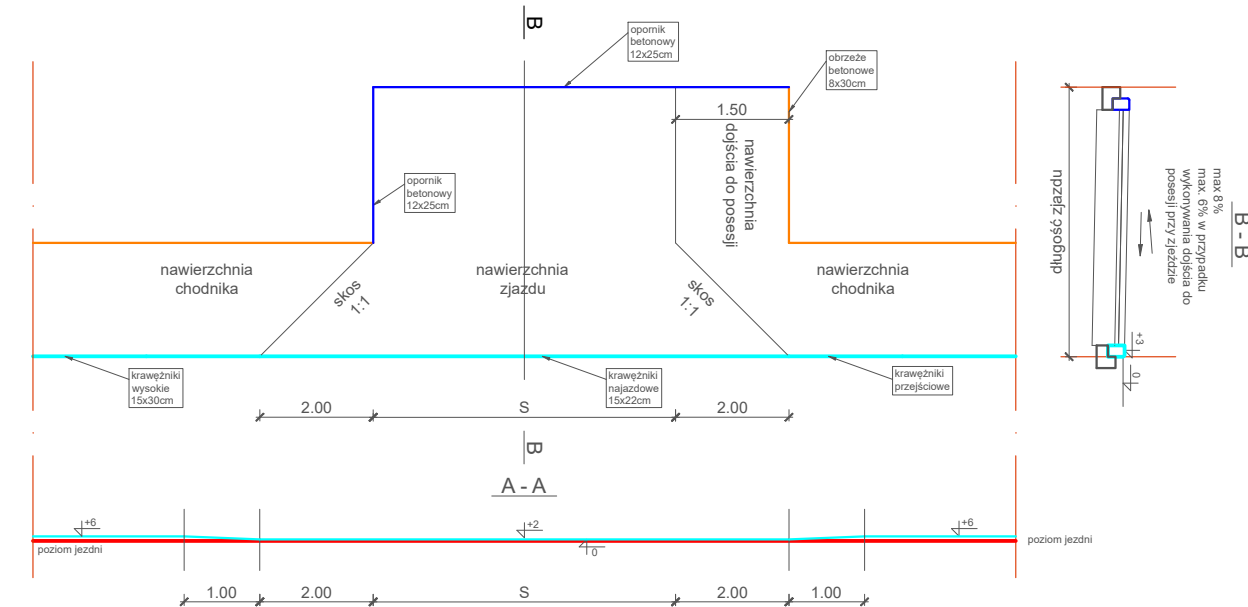 B
opornik
betonowy
12x25cm
obrzeże
betonowe
8x30cm
1.50
nawierzchnia
dojścia do posesji
opornik
betonowy
12x25cm
nawierzchnia
chodnika
skos
1:1
nawierzchnia
zjazdu
skos
1:1
nawierzchnia
chodnika
krawężniki
wysokie
15x30cm
krawężniki
najazdowe
15x22cm
krawężniki
przejściowe
2.00
S
2.00
B
B - B
max 8%
max. 6% w przypadku
wykonywania dojścia do
posesji przy zjeździe
długość zjazdu
+3
0
A - A
+6
+2
0
+6
poziom jezdni
poziom jezdni
1.00
2.00
S
2.00
1.00